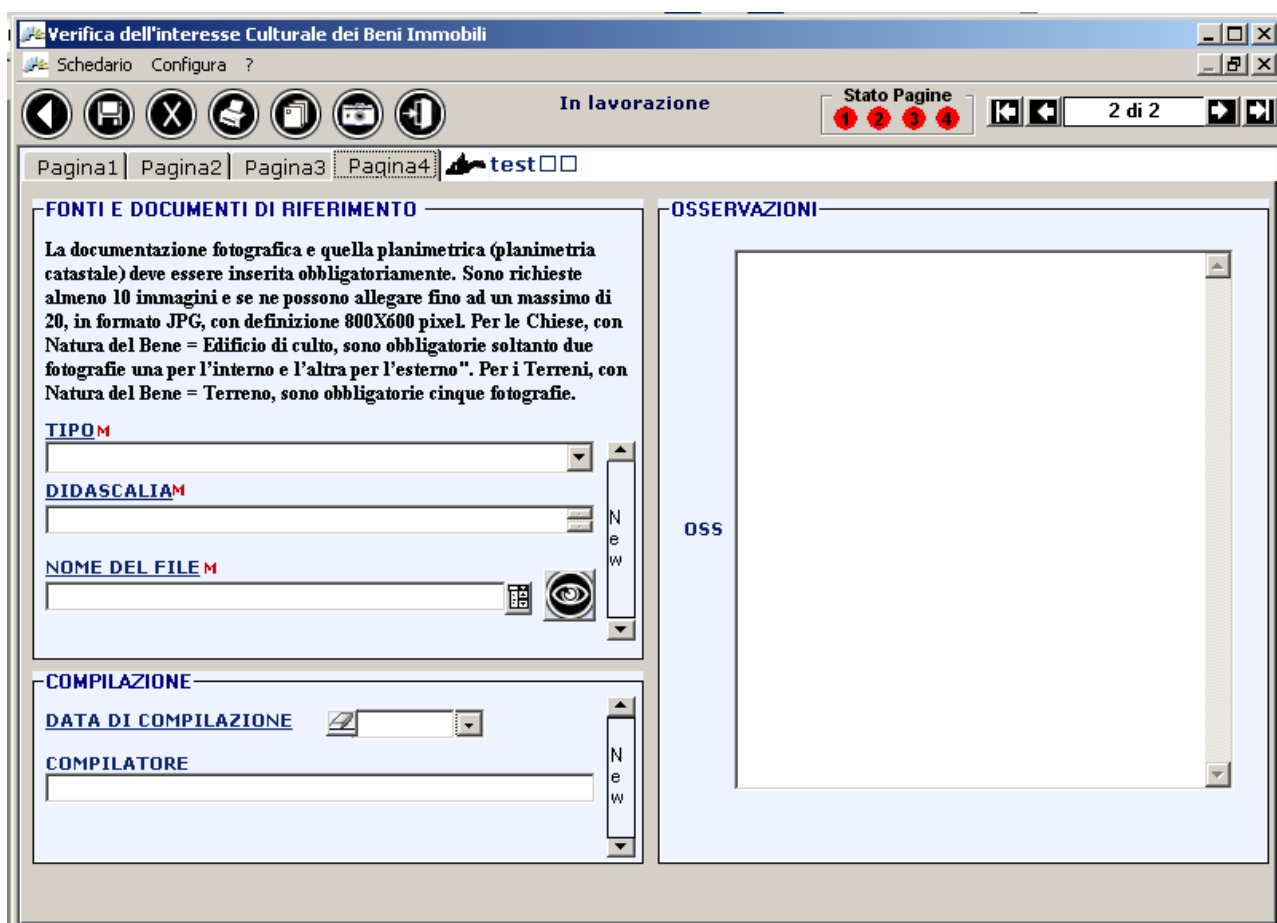 Verifica dell'interesse Culturale dei Beni Immobili
Schedario Configura ?
In lavorazione
Stato Pagine
1 2 3 4
2 di 2
Pagina1 Pagina2 Pagina3 Pagina4 test□□
FONTI E DOCUMENTI DI RIFERIMENTO
La documentazione fotografica e quella planimetrica (planimetria
catastale) deve essere inserita obbligatoriamente. Sono richieste
almeno 10 immagini e se ne possono allegare fino ad un massimo di
20, in formato JPG, con definizione 800X600 pixel. Per le Chiese, con
Natura del Bene = Edificio di culto, sono obbligatorie soltanto due
fotografie una per l'interno e l'altra per l'esterno". Per i Terreni, con
Natura del Bene = Terreno, sono obbligatorie cinque fotografie.
TIPO M
DIDASCALIA M
NOME DEL FILE M
New
COMPILAZIONE
DATA DI COMPILAZIONE
COMPILATORE
New
OSSERVAZIONI
OSS